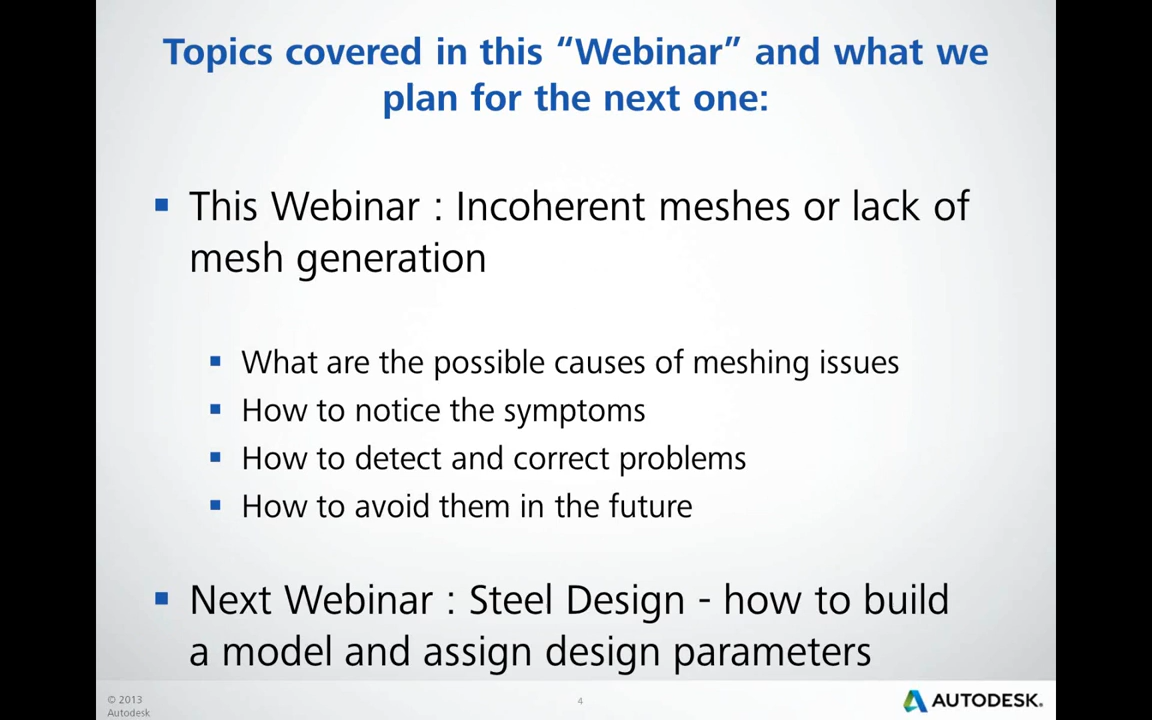 Topics covered in this “Webinar” and what we
plan for the next one:
▪ This Webinar : Incoherent meshes or lack of
mesh generation
▪ What are the possible causes of meshing issues
▪ How to notice the symptoms
▪ How to detect and correct problems
▪ How to avoid them in the future
▪ Next Webinar : Steel Design - how to build
a model and assign design parameters
© 2013
Autodesk
4
AUTODESK.